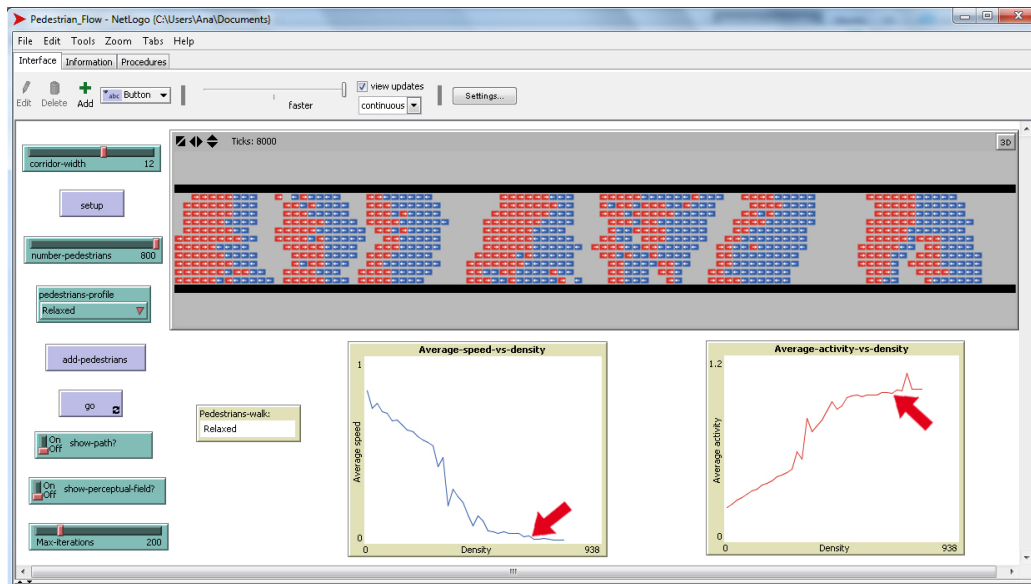 Pedestrian_Flow - NetLogo {C:\Users\Ana\Documents}
File Edit Tools Zoom Tabs Help
Interface Information Procedures
Edit Delete Add abc Button faster view updates continuous Settings...
Ticks: 8000 3D
corridor-width 12
setup
number-pedestrians 800
pedestrians-profile
Relaxed
add-pedestrians
go
On
Off show-path?
On
Off show-perceptual-field?
Max-iterations 200
Pedestrians-walk:
Relaxed
Average-speed-vs-density
1
Average speed
0
0 Density 938
Average-activity-vs-density
1.2
Average activity
0
0 Density 938